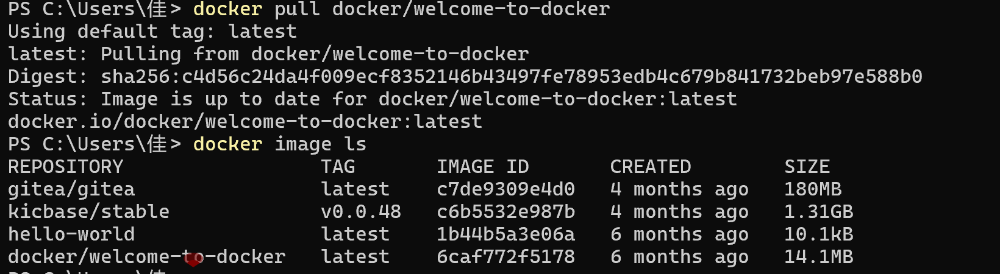 PS C:\Users\佳> docker pull docker/welcome-to-docker
Using default tag: latest
latest: Pulling from docker/welcome-to-docker
Digest: sha256:c4d56c24da4f009ecf8352146b43497fe78953edb4c679b841732beb97e588b0
Status: Image is up to date for docker/welcome-to-docker:latest
docker.io/docker/welcome-to-docker:latest
PS C:\Users\佳> docker image ls
REPOSITORY TAG IMAGE ID CREATED SIZE
gitea/gitea latest c7de9309e4d0 4 months ago 180MB
kicbase/stable v0.0.48 c6b5532e987b 4 months ago 1.31GB
hello-world latest 1b44b5a3e06a 6 months ago 10.1kB
docker/welcome-to-docker latest 6caf772f5178 6 months ago 14.1MB